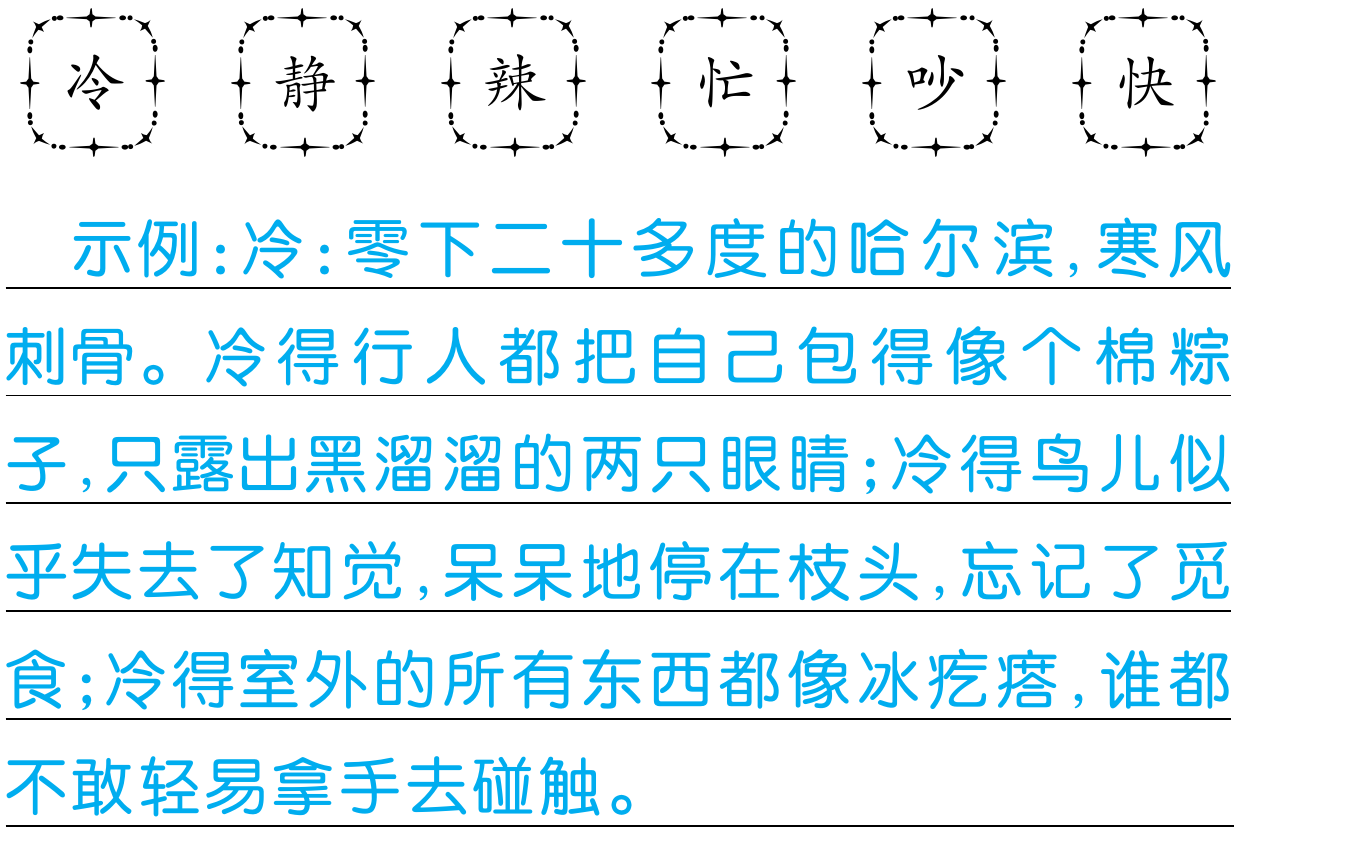 冷 静 辣 忙 吵 快
示例:冷:零下二十多度的哈尔滨,寒风
刺骨。冷得行人都把自己包得像个棉粽
子,只露出黑溜溜的两只眼睛;冷得鸟儿似
乎失去了知觉,呆呆地停在枝头,忘记了觅
食;冷得室外的所有东西都像冰疙瘩,谁都
不敢轻易拿手去碰触。